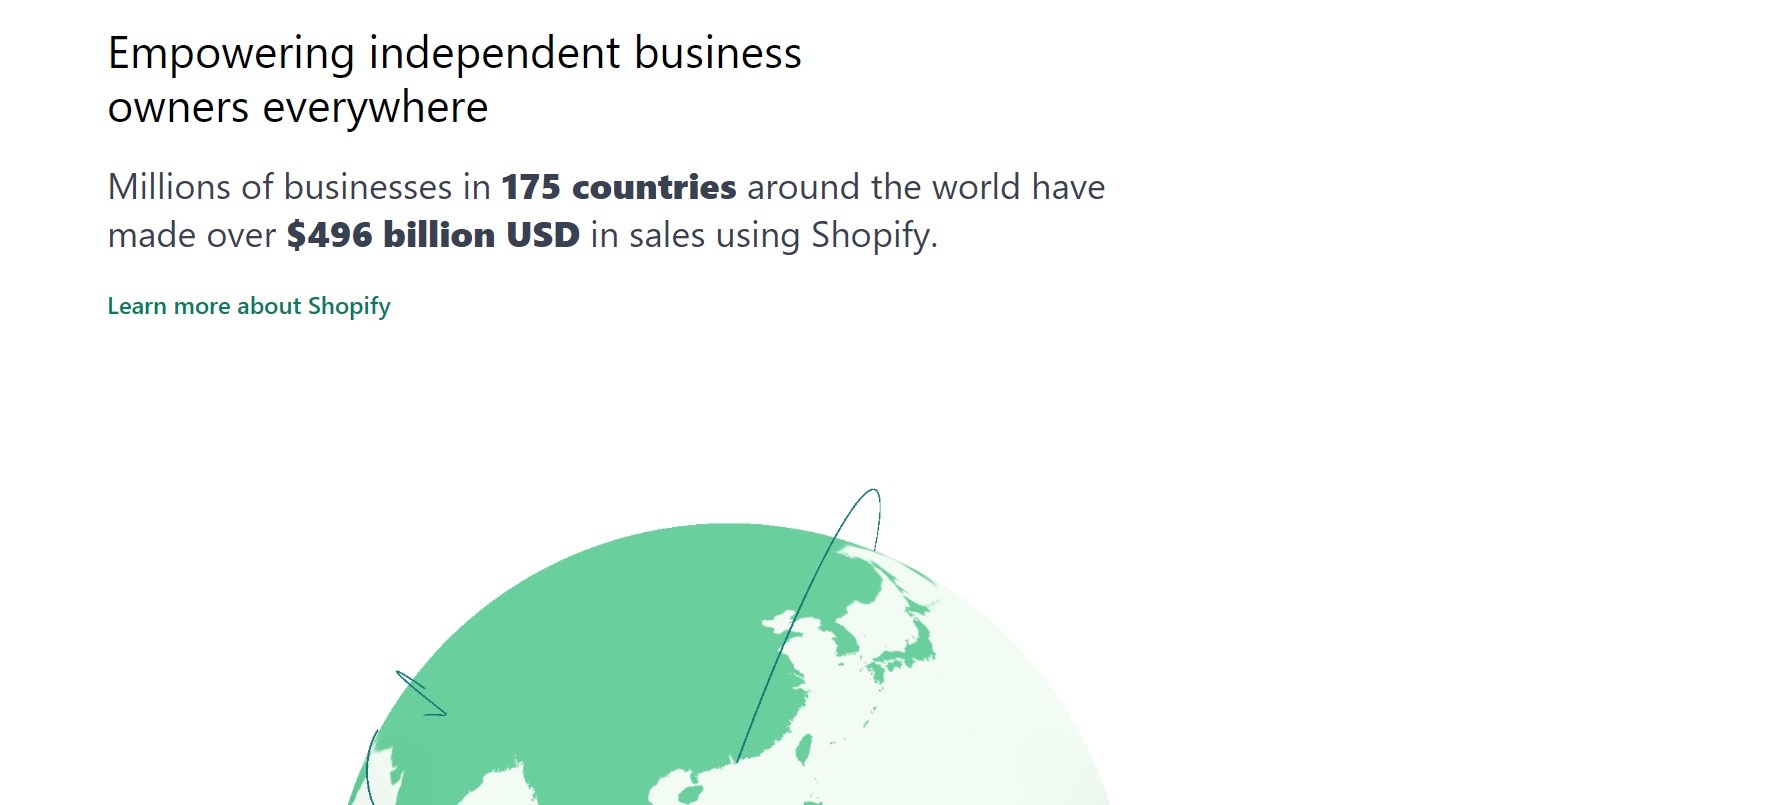 Empowering independent business
owners everywhere
Millions of businesses in 175 countries around the world have
made over $496 billion USD in sales using Shopify.
Learn more about Shopify